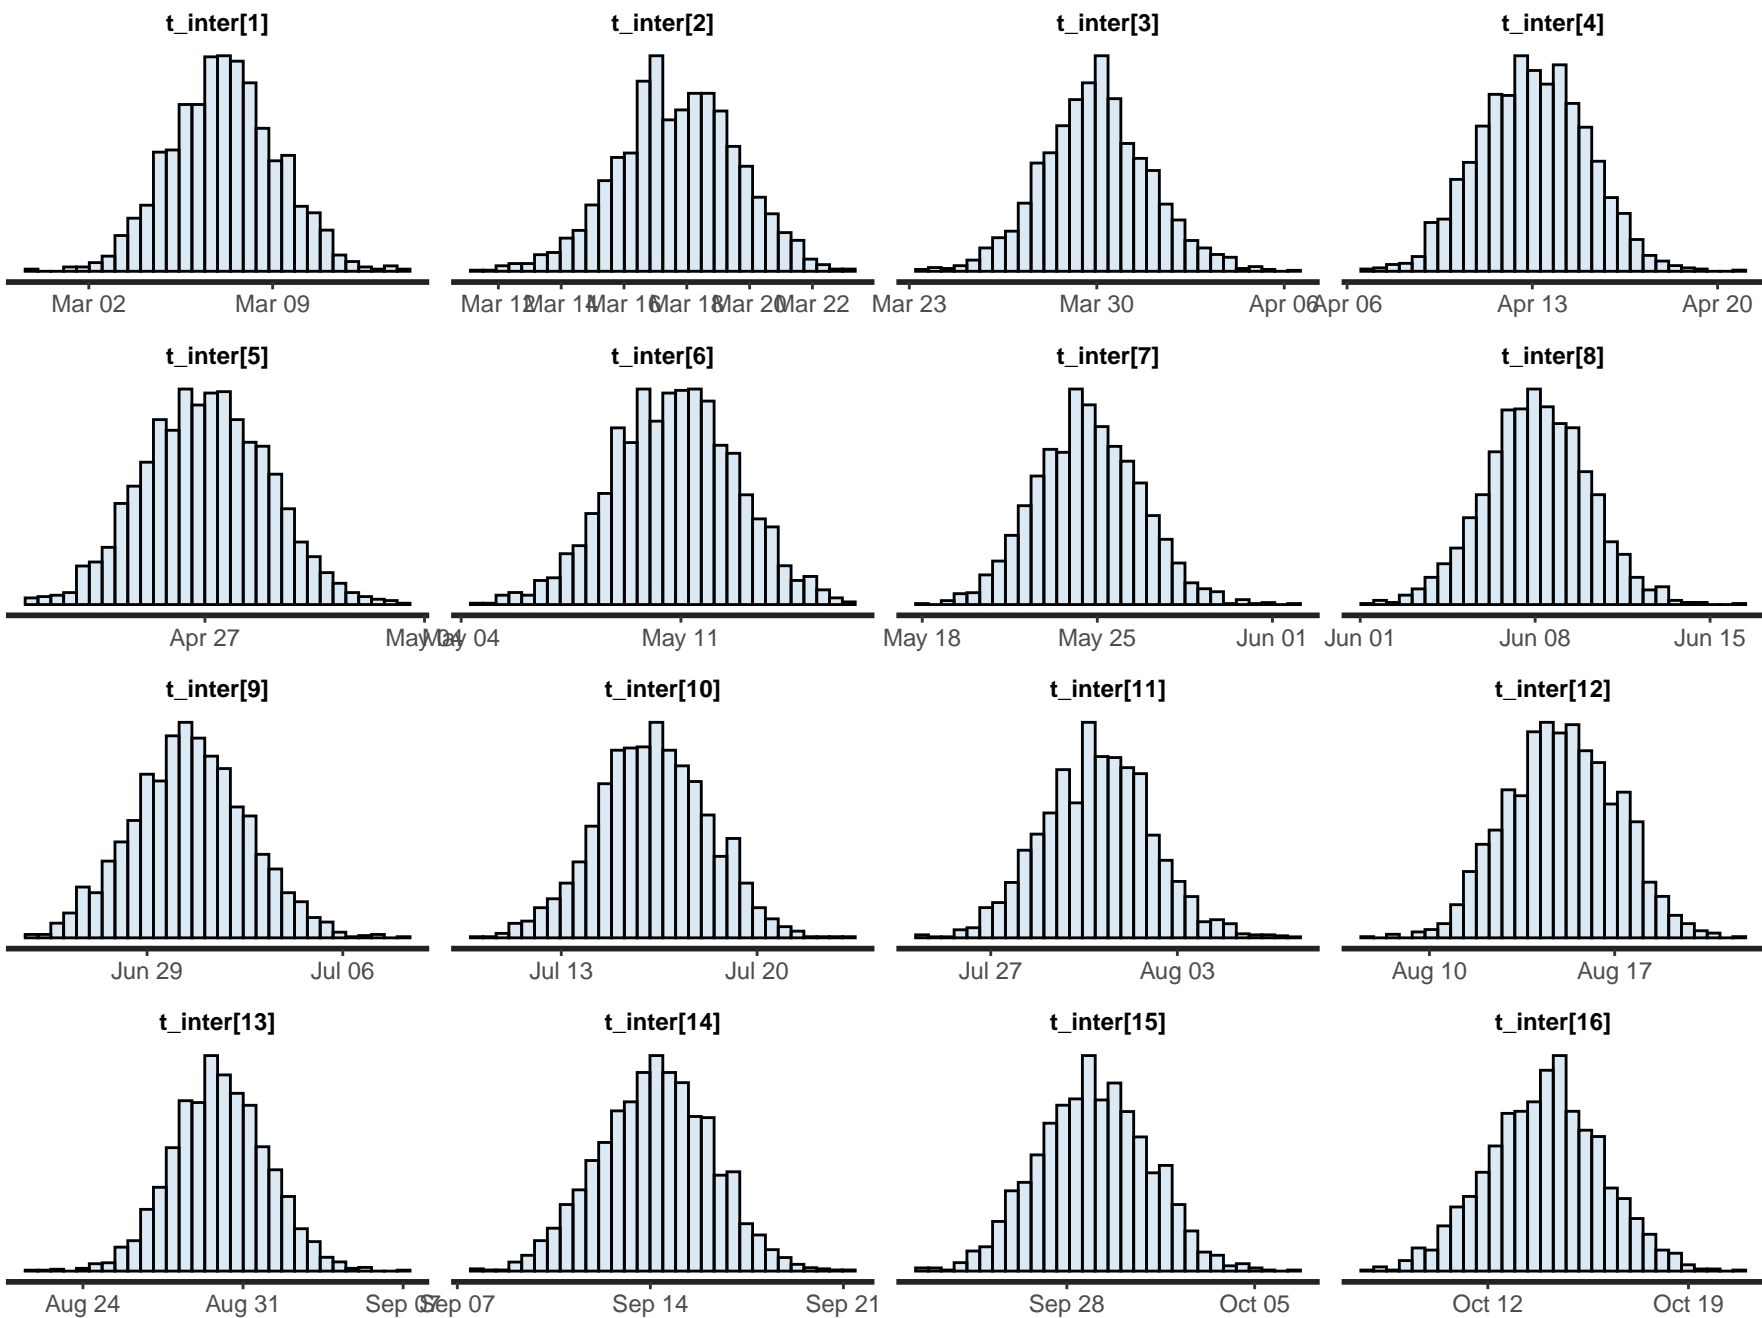 t_inter[1] t_inter[2] t_inter[3] t_inter[4]
Mar 02 Mar 09 Mar 12 Mar 14 Mar 16 Mar 18 Mar 20 Mar 22 Mar 23 Mar 30 Apr 06 Apr 06 Apr 13 Apr 20
t_inter[5] t_inter[6] t_inter[7] t_inter[8]
Apr 27 May 04 May 04 May 11 May 18 May 25 Jun 01 Jun 01 Jun 08 Jun 15
t_inter[9] t_inter[10] t_inter[11] t_inter[12]
Jun 29 Jul 06 Jul 13 Jul 20 Jul 27 Aug 03 Aug 10 Aug 17
t_inter[13] t_inter[14] t_inter[15] t_inter[16]
Aug 24 Aug 31 Sep 07 Sep 07 Sep 14 Sep 21 Sep 28 Oct 05 Oct 12 Oct 19